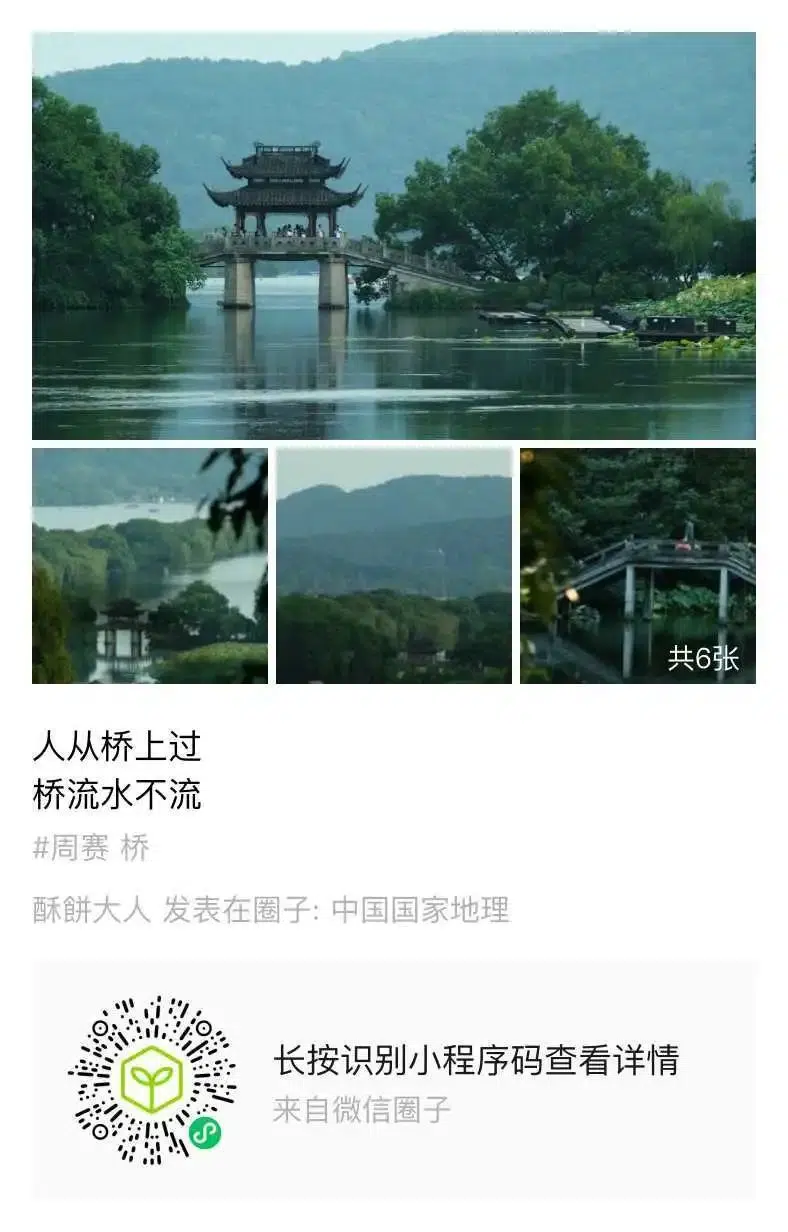 共6张
人从桥上过
桥流水不流
#周赛 桥
酥餅大人 发表在圈子: 中国国家地理
长按识别小程序码查看详情
来自微信圈子